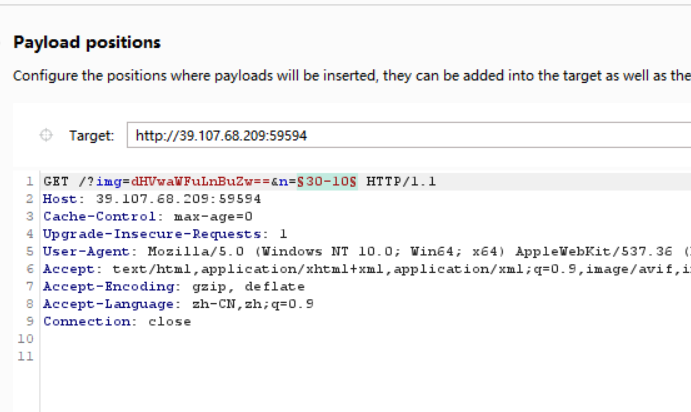 Payload positions
Configure the positions where payloads will be inserted, they can be added into the target as well as the
Target: http://39.107.68.209:59594
1 GET /?img=dHVwaWFuLnBuZw==&n=§30-10§ HTTP/1.1
2 Host: 39.107.68.209:59594
3 Cache-Control: max-age=0
4 Upgrade-Insecure-Requests: 1
5 User-Agent: Mozilla/5.0 (Windows NT 10.0; Win64; x64) AppleWebKit/537.36 (
6 Accept: text/html,application/xhtml+xml,application/xml;q=0.9,image/avif,i
7 Accept-Encoding: gzip, deflate
8 Accept-Language: zh-CN,zh;q=0.9
9 Connection: close
10
11